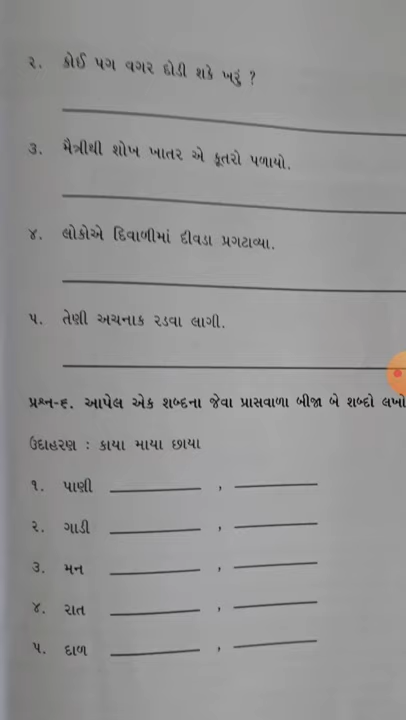 ૨. કોઈ પગ વગર દોડી શકે ખરું ?
૩. મૈત્રીથી શોખ ખાતર એ કૂતરો પળાયો.
૪. લોકોએ દિવાળીમાં દીવડા પ્રગટાવ્યા.
૫. તેણી અચનાક રડવા લાગી.
પ્રશ્ન-૬. આપેલ એક શબ્દના જેવા પ્રાસવાળા બીજા બે શબ્દો લખો
ઉદાહરણ : કાયા માયા છાયા
૧. પાણી ,
૨. ગાડી ,
૩. મન ,
૪. રાત ,
૫. દાળ ,